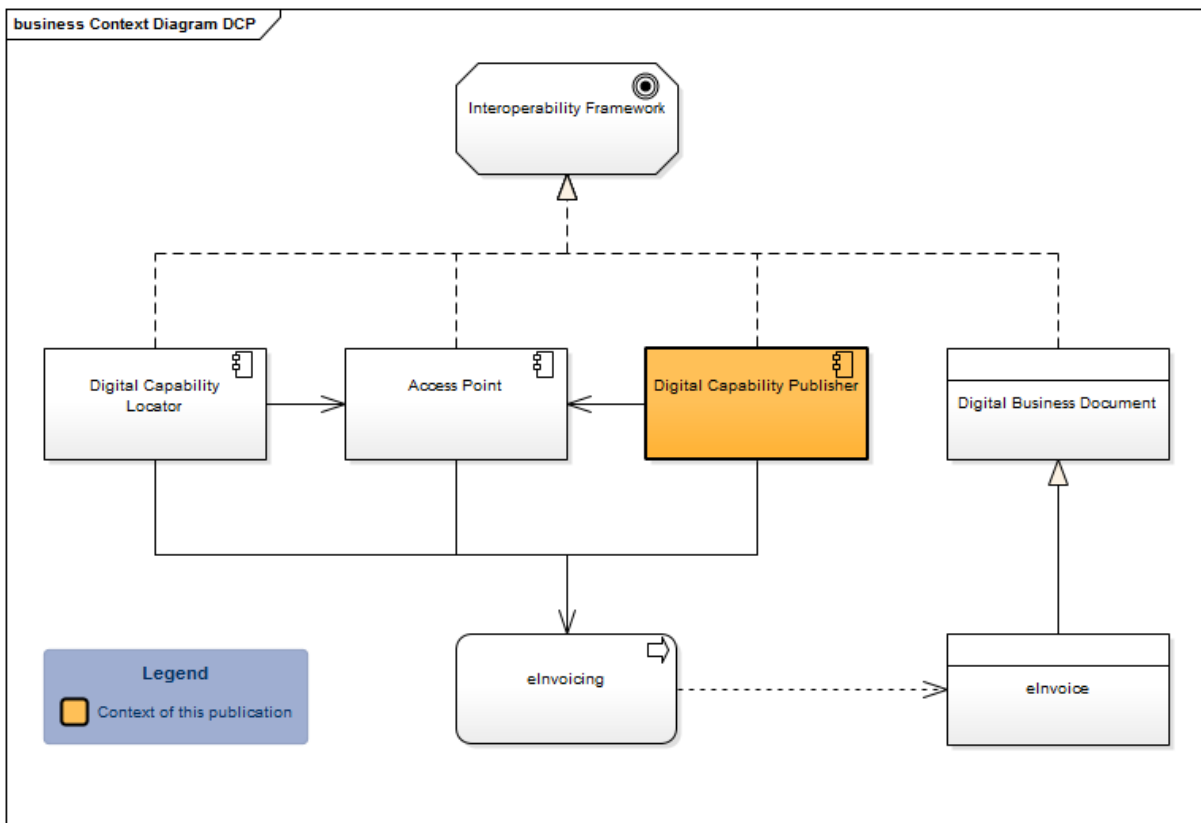 business Context Diagram DCP
Interoperability Framework
Digital Capability
Locator
Access Point
Digital Capability Publisher
Digital Business Document
Legend
Context of this publication
eInvoicing
eInvoice